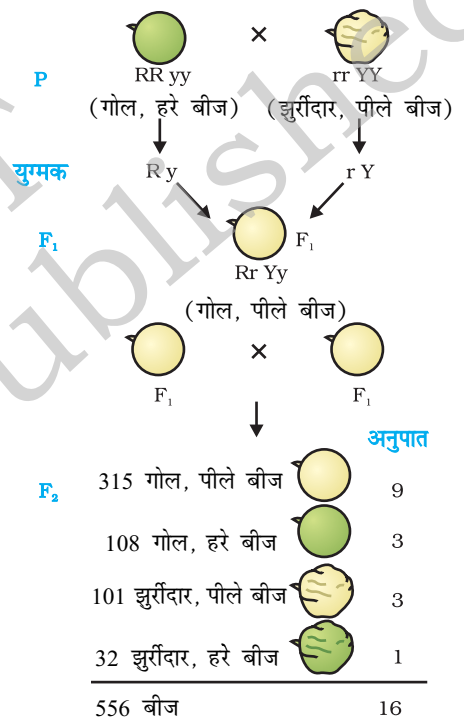 ×
P RR yy rr YY
(गोल, हरे बीज) (झुर्रीदार, पीले बीज)
युग्मक R y r Y
F₁ F₁
Rr Yy
(गोल, पीले बीज)
×
F₁ F₁
अनुपात
F₂ 315 गोल, पीले बीज 9
108 गोल, हरे बीज 3
101 झुर्रीदार, पीले बीज 3
32 झुर्रीदार, हरे बीज 1
556 बीज 16